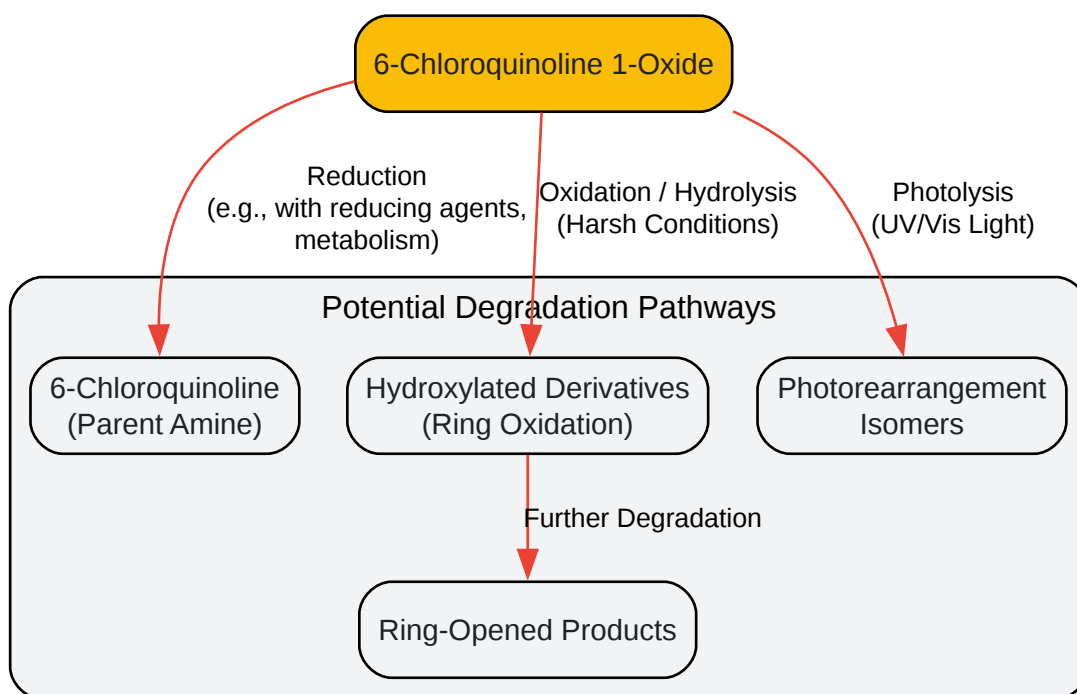 6-Chloroquinoline 1-Oxide
Reduction
(e.g., with reducing agents,
metabolism)
Oxidation / Hydrolysis
(Harsh Conditions)
Photolysis
(UV/Vis Light)
Potential Degradation Pathways
6-Chloroquinoline
(Parent Amine)
Hydroxylated Derivatives
(Ring Oxidation)
Photorearrangement
Isomers
Further Degradation
Ring-Opened Products